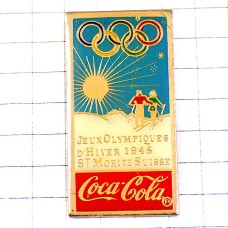 JEUX OLYMPIQUES
D'HIVER 1948
ST MORITZ SUISSE
Coca-Cola
®